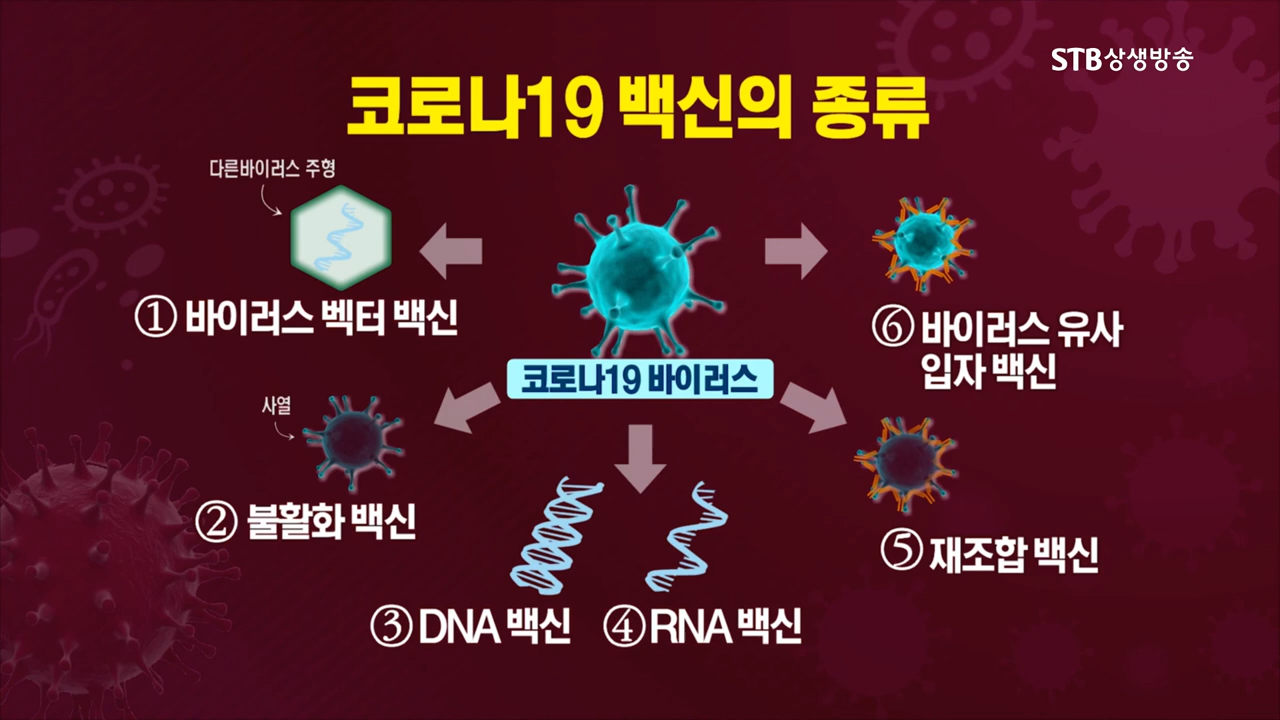 STB상생방송
코로나19 백신의 종류
다른바이러스 주형
① 바이러스 벡터 백신
⑥ 바이러스 유사
입자 백신
코로나19 바이러스
사열
② 불활화 백신
⑤ 재조합 백신
③ DNA 백신
④ RNA 백신